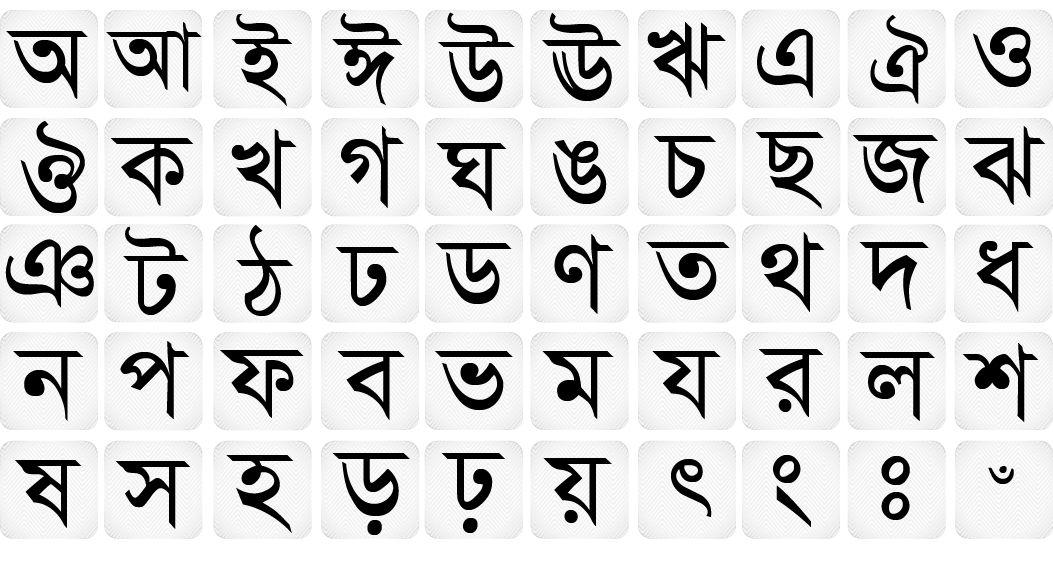 অ আ ই ঈ উ ঊ ঋ এ ঐ ও
ঔ ক খ গ ঘ ঙ চ ছ জ ঝ
ঞ ট ঠ ঢ ড ণ ত থ দ ধ
ন প ফ ব ভ ম য র ল শ
ষ স হ ড় ঢ় য় ৎ ং ঃ ঁ